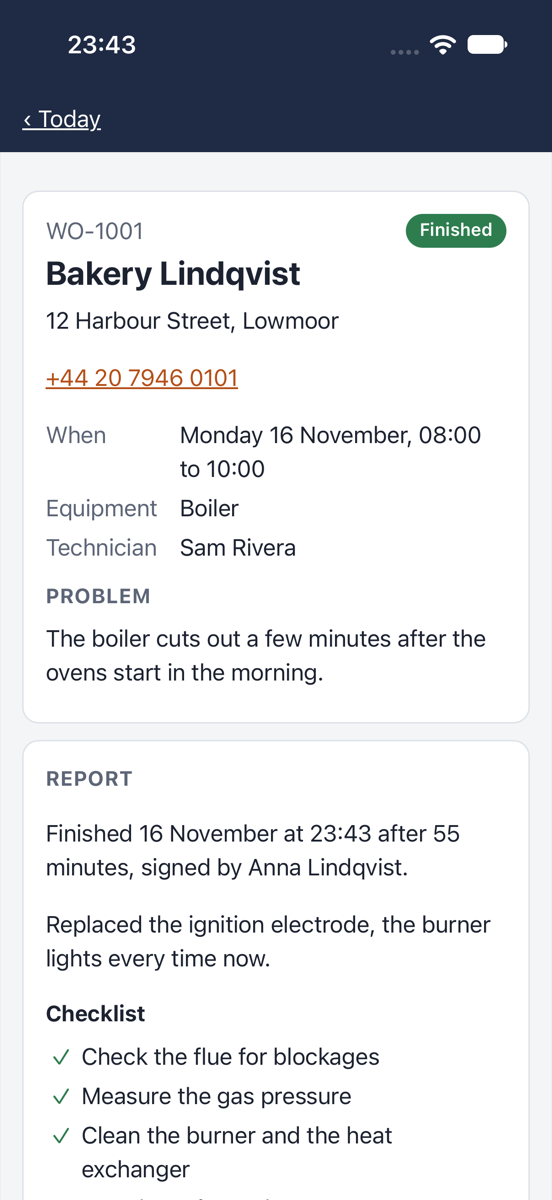 23:43
‹ Today
WO-1001
Finished
Bakery Lindqvist
12 Harbour Street, Lowmoor
+44 20 7946 0101
When
Monday 16 November, 08:00
to 10:00
Equipment
Boiler
Technician
Sam Rivera
PROBLEM
The boiler cuts out a few minutes after the
ovens start in the morning.
REPORT
Finished 16 November at 23:43 after 55
minutes, signed by Anna Lindqvist.
Replaced the ignition electrode, the burner
lights every time now.
Checklist
✓ Check the flue for blockages
✓ Measure the gas pressure
✓ Clean the burner and the heat
exchanger